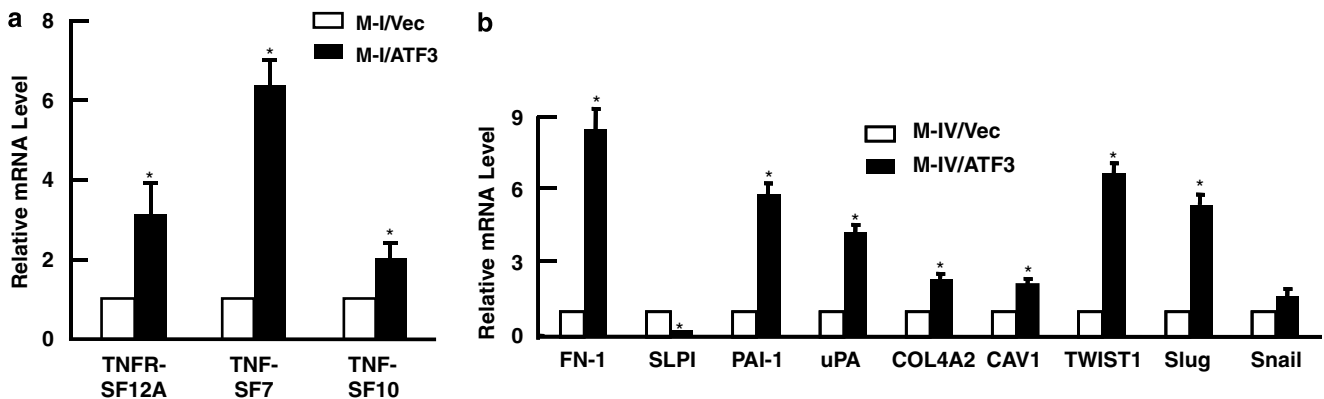 a
8
6
4
2
0
Relative mRNA Level
M-I/Vec
M-I/ATF3
*
*
*
TNFR-
SF12A
TNF-
SF7
TNF-
SF10
b
9
6
3
0
Relative mRNA Level
M-IV/Vec
M-IV/ATF3
*
*
*
*
*
*
*
*
FN-1 SLPI PAI-1 uPA COL4A2 CAV1 TWIST1 Slug Snail